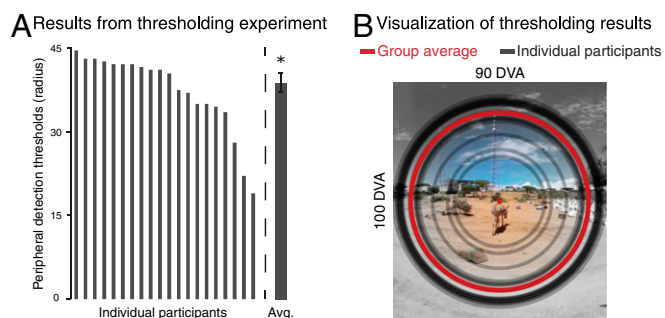 A Results from thresholding experiment
Peripheral detection thresholds (radius)
45
30
15
0
Individual participants
Avg.
*
B Visualization of thresholding results
Group average
Individual participants
90 DVA
100 DVA